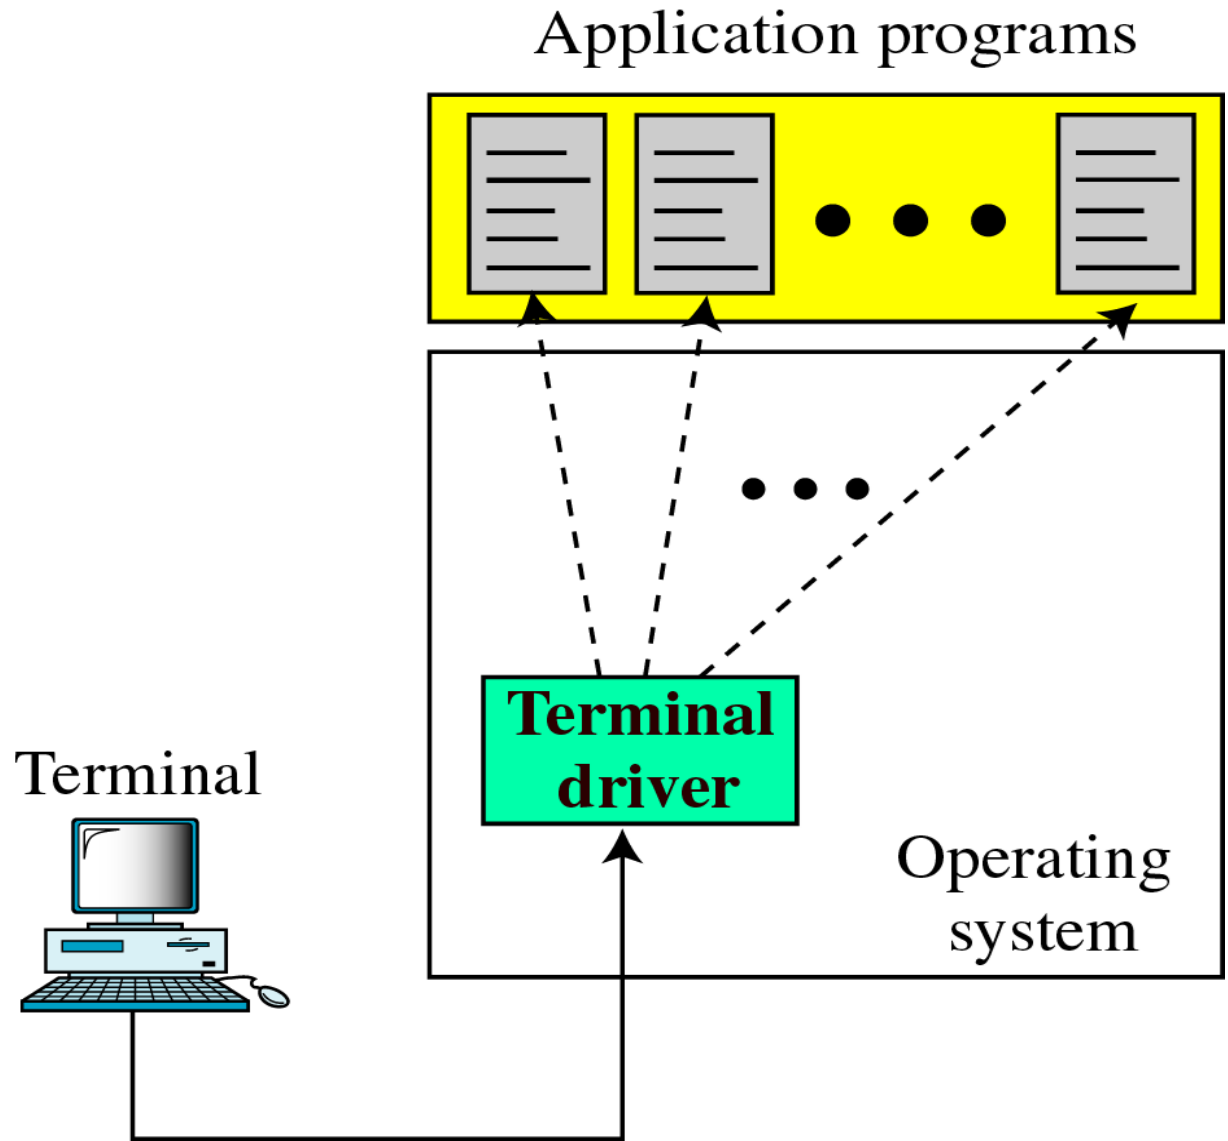 Application programs
Terminal
driver
Terminal
Operating
system